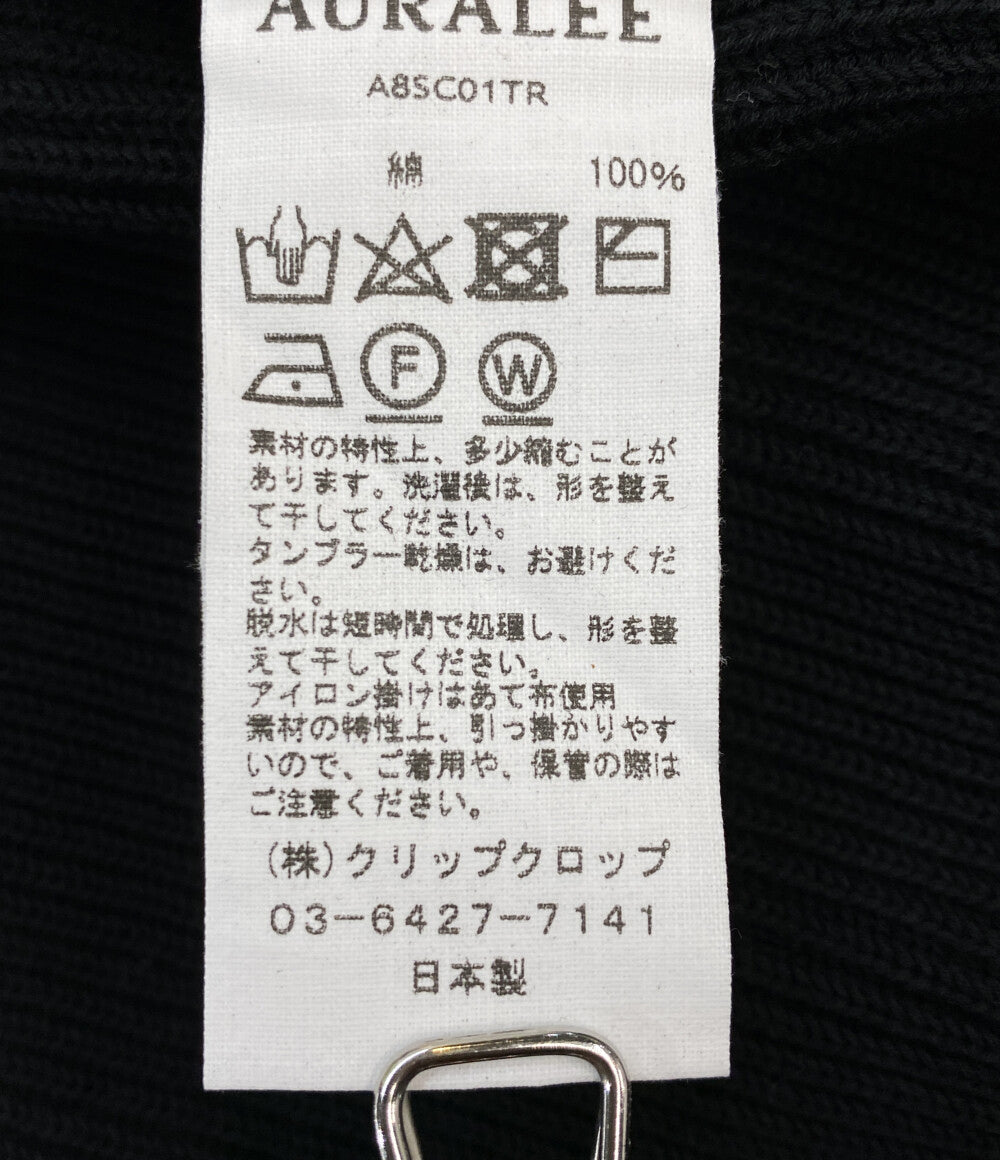 AURALEE
A8SC01TR
綿 100%
F W
素材の特性上、多少縮むことが
あります。洗濯後は、形を整え
て干してください。
タンブラー乾燥は、お避けくだ
さい。
脱水は短時間で処理し、形を整
えて干してください。
アイロン掛けはあて布使用
素材の特性上、引っ掛かりやす
いので、ご着用や、保管の際は
ご注意ください。
(株)クリップクロップ
03-6427-7141
日本製